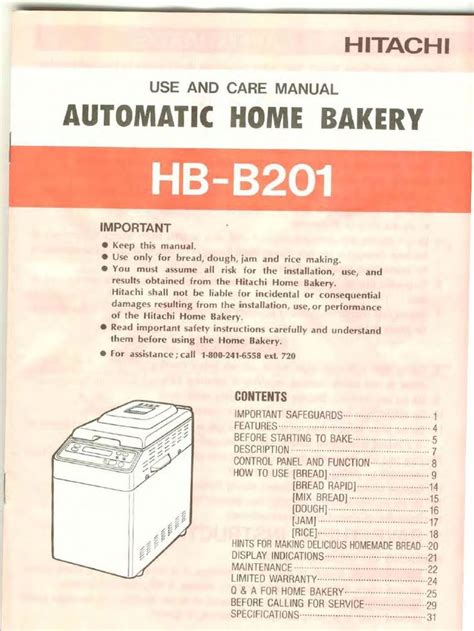 HITACHI
USE AND CARE MANUAL
AUTOMATIC HOME BAKERY
HB-B201
IMPORTANT
● Keep this manual.
● Use only for bread, dough, jam and rice making.
● You must assume all risk for the installation, use, and
results obtained from the Hitachi Home Bakery.
Hitachi shall not be liable for incidental or consequential
damages resulting from the installation, use, or performance
of the Hitachi Home Bakery.
● Read important safety instructions carefully and understand
them before using the Home Bakery.
● For assistance; call 1-800-241-6558 ext. 720
CONTENTS
IMPORTANT SAFEGUARDS 1
FEATURES 4
BEFORE STARTING TO BAKE 5
DESCRIPTION 7
CONTROL PANEL AND FUNCTION 8
HOW TO USE [BREAD] 9
[BREAD RAPID] 14
[MIX BREAD] 15
[DOUGH] 16
[JAM] 17
[RICE] 18
HINTS FOR MAKING DELICIOUS HOMEMADE BREAD 20
DISPLAY INDICATIONS 21
MAINTENANCE 22
LIMITED WARRANTY 24
Q & A FOR HOME BAKERY 25
BEFORE CALLING FOR SERVICE 29
SPECIFICATIONS 31